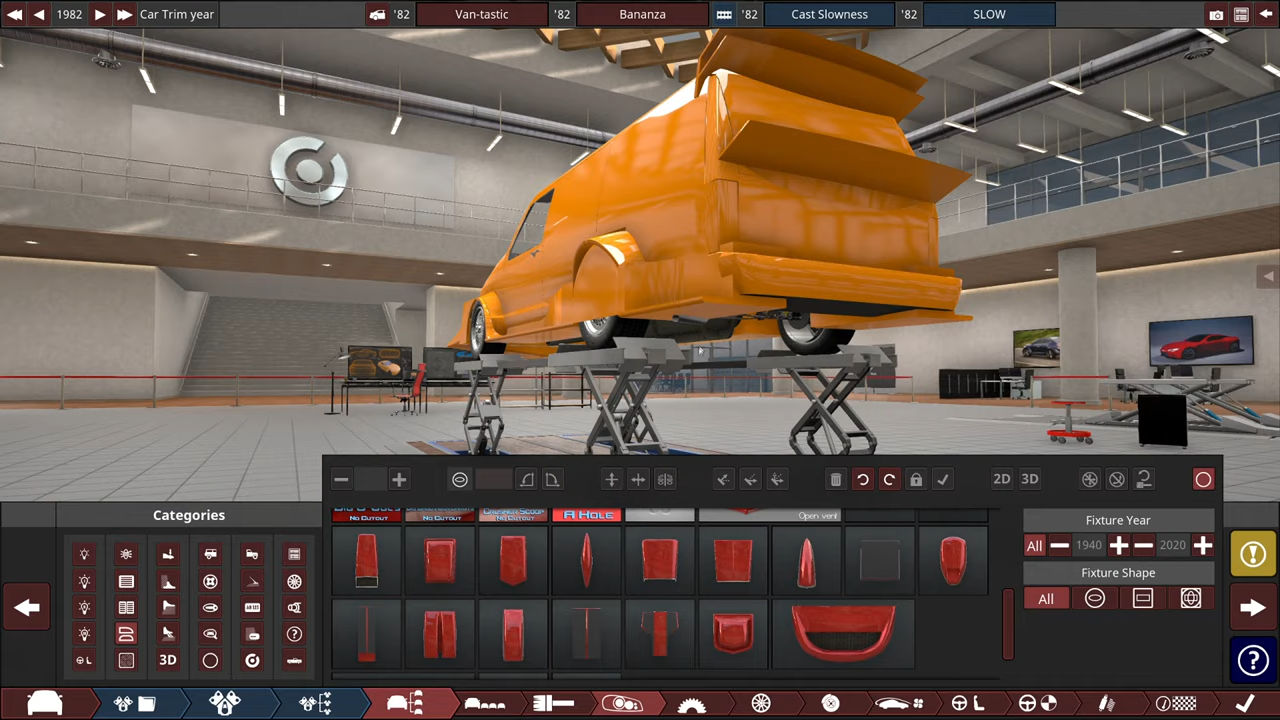 1982 Car Trim year '82 Van-tastic '82 Bananza '82 Cast Slowness '82 SLOW
2D 3D
No Cutout No Cutout No Cutout A Hole Open vent
Categories
Fixture Year
All 1940 2020
Fixture Shape
All
L 3D